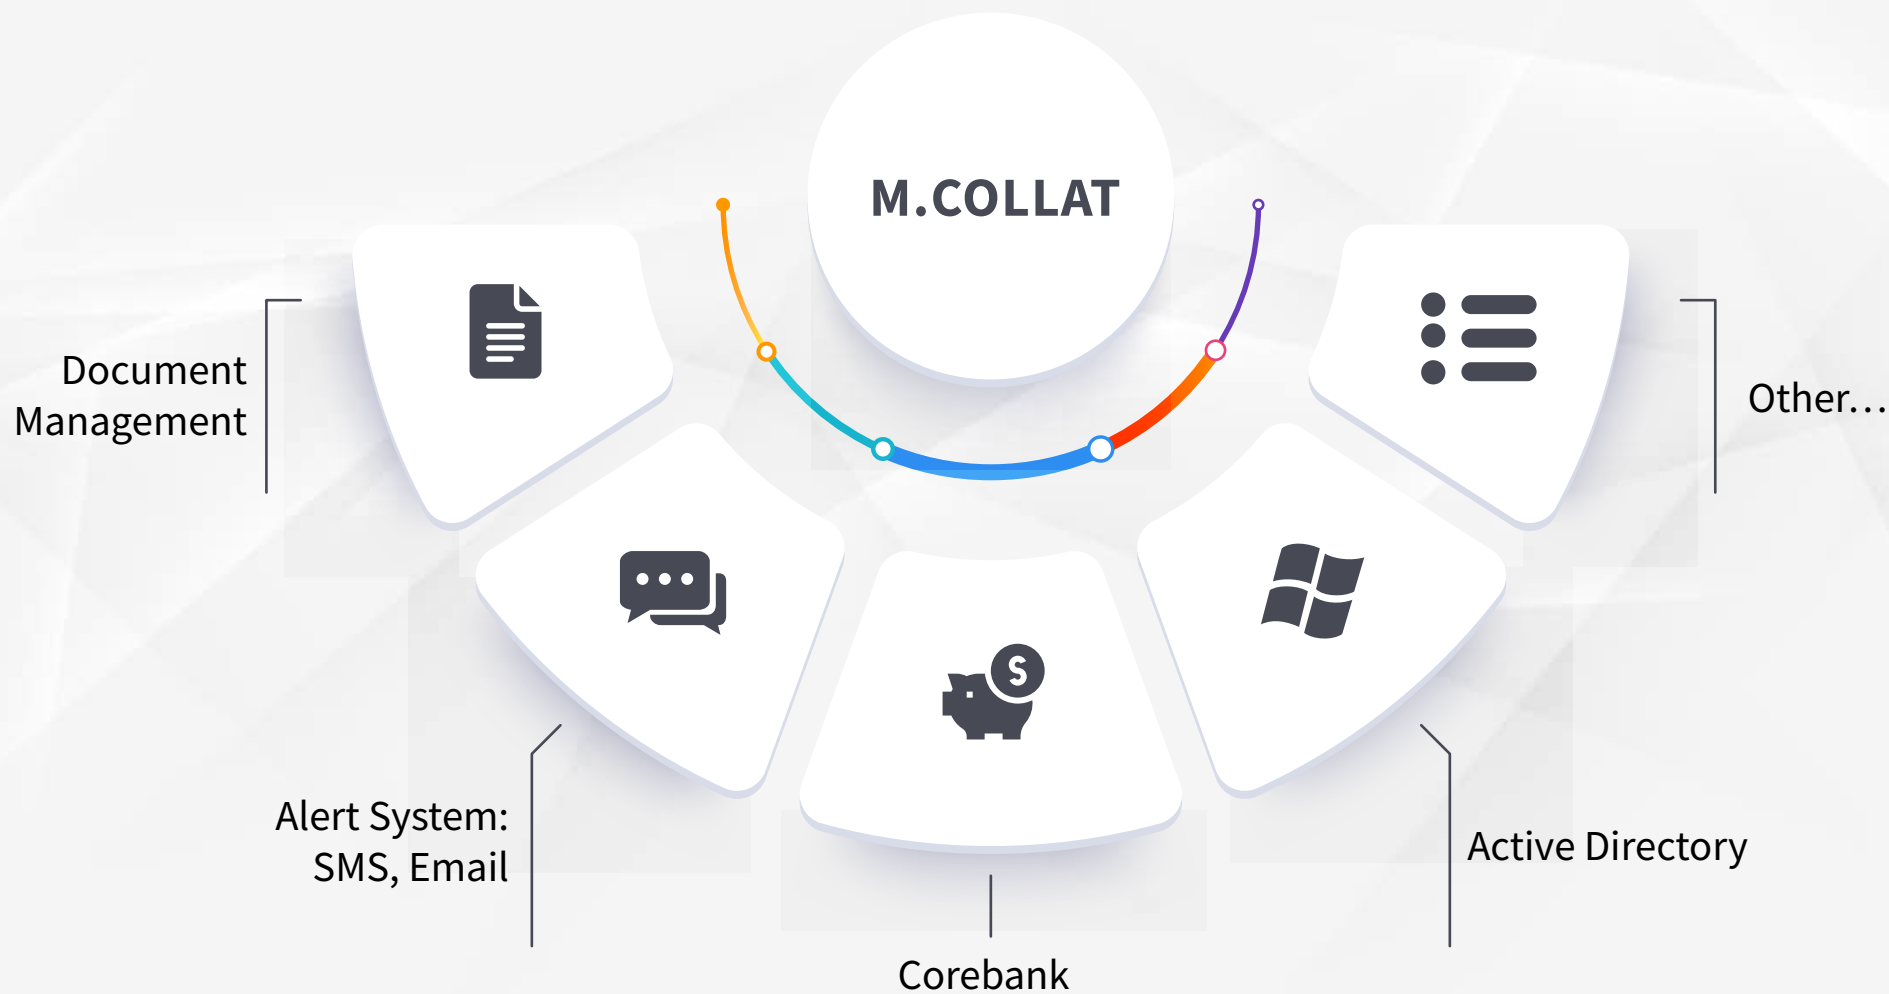 M.COLLAT
Document
Management
Other...
Alert System:
SMS, Email
Active Directory
Corebank
$